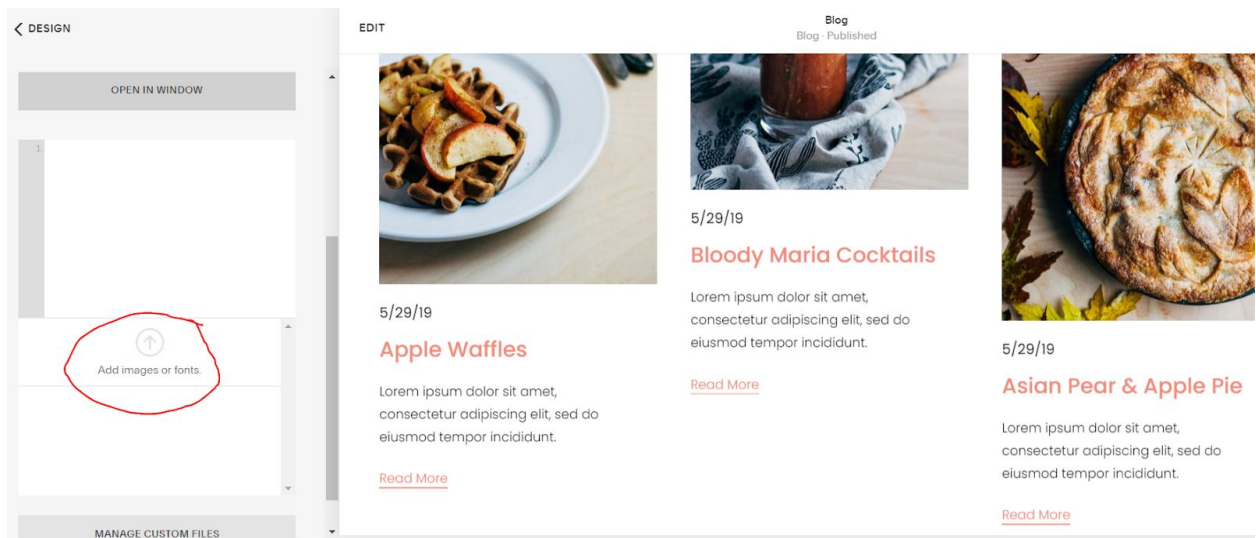 DESIGN
OPEN IN WINDOW
1
Add images or fonts.
MANAGE CUSTOM FILES
EDIT
Blog
Blog · Published
5/29/19
Apple Waffles
Lorem ipsum dolor sit amet,
consectetur adipiscing elit, sed do
eiusmod tempor incididunt.
Read More
5/29/19
Bloody Maria Cocktails
Lorem ipsum dolor sit amet,
consectetur adipiscing elit, sed do
eiusmod tempor incididunt.
Read More
5/29/19
Asian Pear & Apple Pie
Lorem ipsum dolor sit amet,
consectetur adipiscing elit, sed do
eiusmod tempor incididunt.
Read More